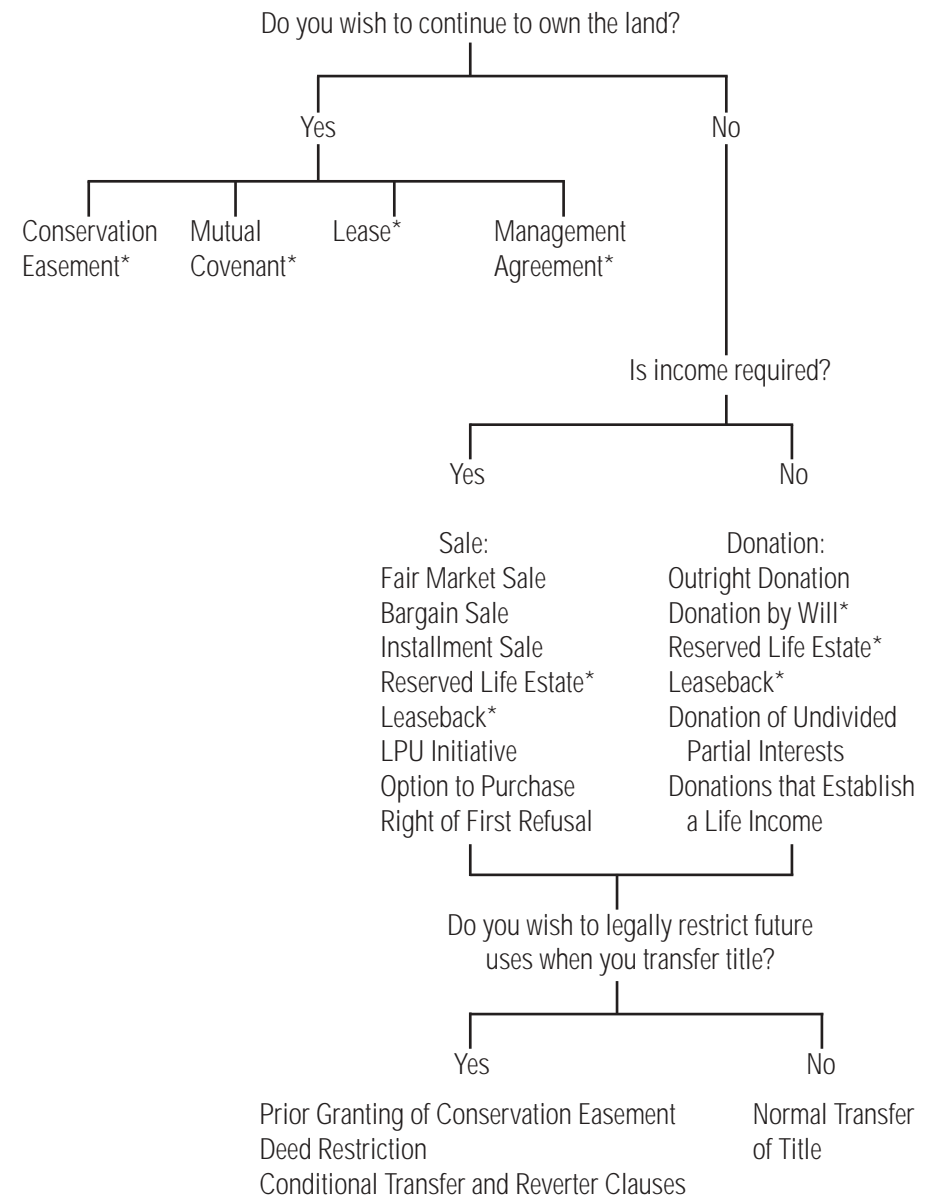 Do you wish to continue to own the land?
Yes
No
Conservation
Easement*
Mutual
Covenant*
Lease*
Management
Agreement*
Is income required?
Yes
No
Sale:
Fair Market Sale
Bargain Sale
Installment Sale
Reserved Life Estate*
Leaseback*
LPU Initiative
Option to Purchase
Right of First Refusal
Donation:
Outright Donation
Donation by Will*
Reserved Life Estate*
Leaseback*
Donation of Undivided
Partial Interests
Donations that Establish
a Life Income
Do you wish to legally restrict future
uses when you transfer title?
Yes
No
Prior Granting of Conservation Easement
Deed Restriction
Conditional Transfer and Reverter Clauses
Normal Transfer
of Title